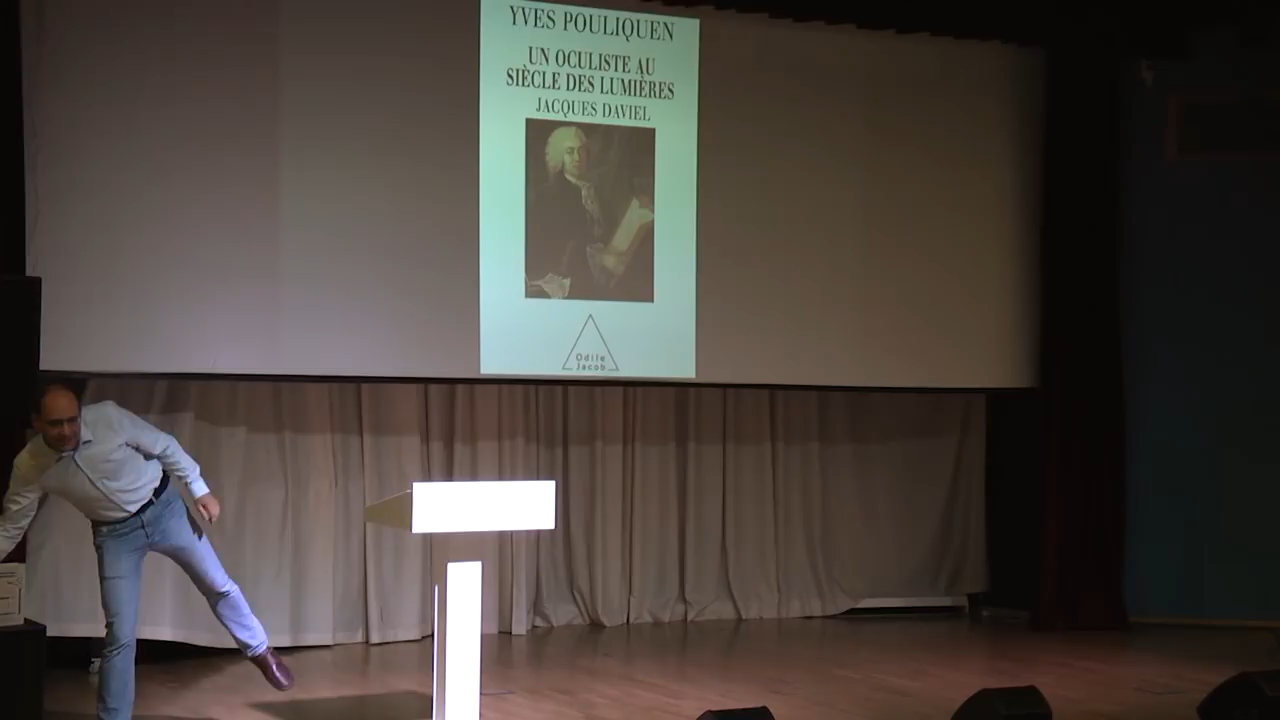 YVES POULIQUEN
UN OCULISTE AU
SIÈCLE DES LUMIÈRES
JACQUES DAVIEL
Odile
Jacob